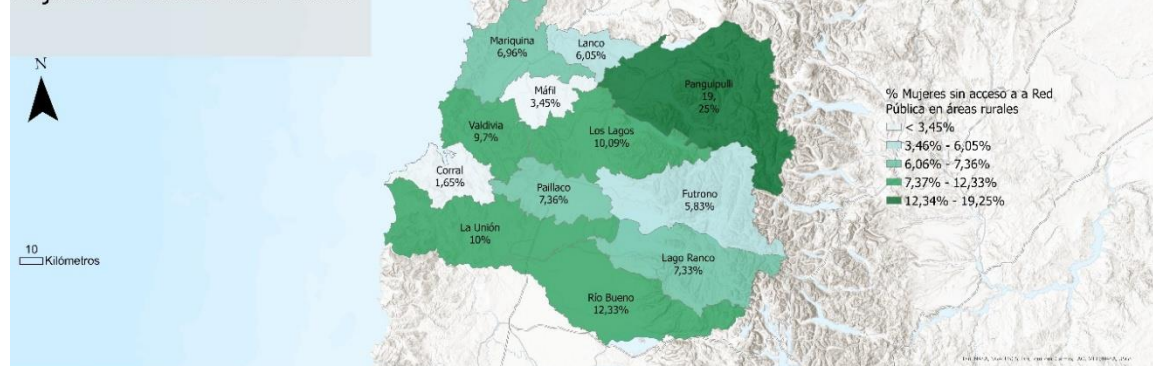 N
Mariquina
6,96%
Lanco
6,05%
Panguipulli
19,
25%
Máfil
3,45%
Valdivia
9,7%
Los Lagos
10,09%
Corral
1,65%
Paillaco
7,36%
Futrono
5,83%
La Unión
10%
Lago Ranco
7,33%
Río Bueno
12,33%
10
Kilómetros
% Mujeres sin acceso a a Red
Pública en áreas rurales
< 3,45%
3,46% - 6,05%
6,06% - 7,36%
7,37% - 12,33%
12,34% - 19,25%